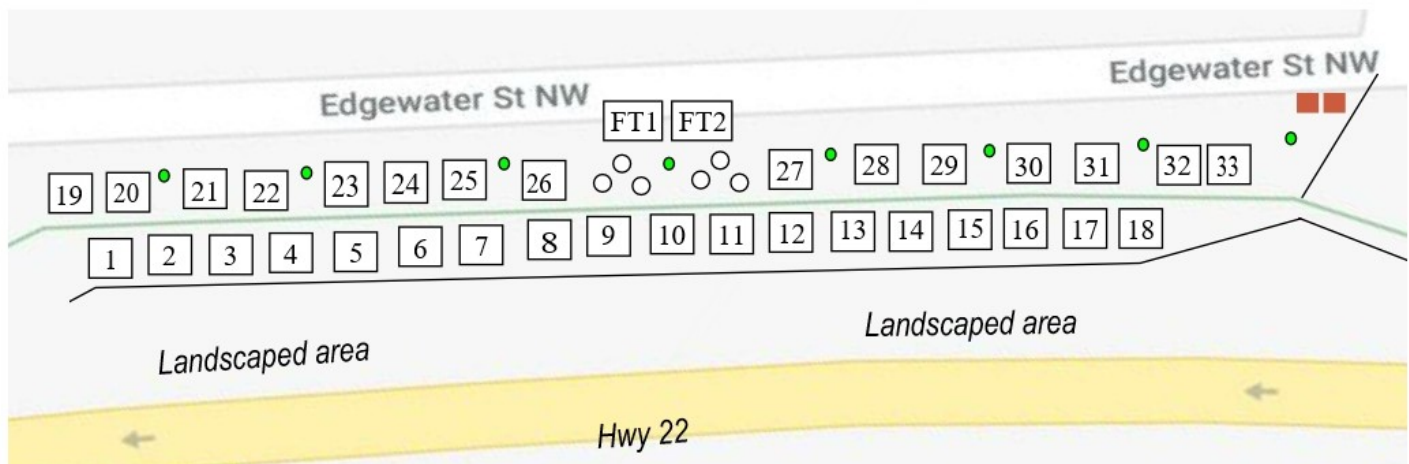 Edgewater St NW
Edgewater St NW
FT1 FT2
19 20 21 22 23 24 25 26 27 28 29 30 31 32 33
1 2 3 4 5 6 7 8 9 10 11 12 13 14 15 16 17 18
Landscaped area
Landscaped area
Hwy 22